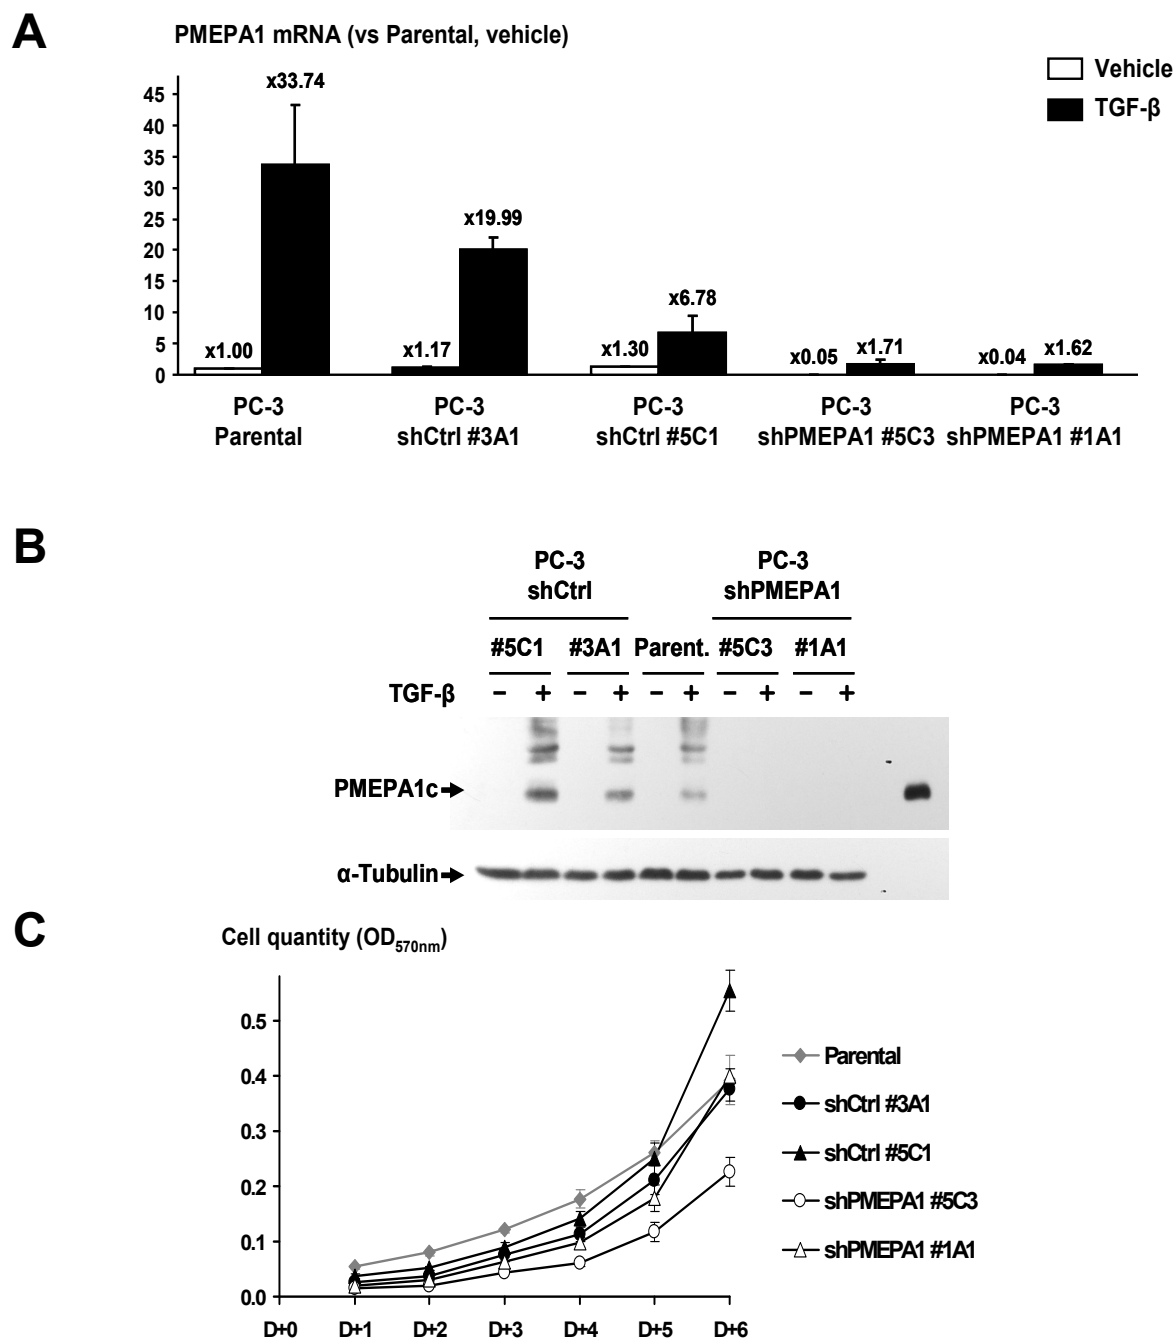 A
PMEPA1 mRNA (vs Parental, vehicle)
Vehicle
TGF-β
45
40
35
30
25
20
15
10
5
0
x1.00
x33.74
x1.17
x19.99
x1.30
x6.78
x0.05
x1.71
x0.04
x1.62
PC-3
Parental
PC-3
shCtrl #3A1
PC-3
shCtrl #5C1
PC-3
shPMEPA1 #5C3
PC-3
shPMEPA1 #1A1
B
PC-3
shCtrl
PC-3
shPMEPA1
#5C1 #3A1 Parent. #5C3 #1A1
TGF-β − + − + − + − + − +
PMEPA1c
α-Tubulin
C
Cell quantity (OD570nm)
0.5
0.4
0.3
0.2
0.1
0.0
D+0 D+1 D+2 D+3 D+4 D+5 D+6
Parental
shCtrl #3A1
shCtrl #5C1
shPMEPA1 #5C3
shPMEPA1 #1A1